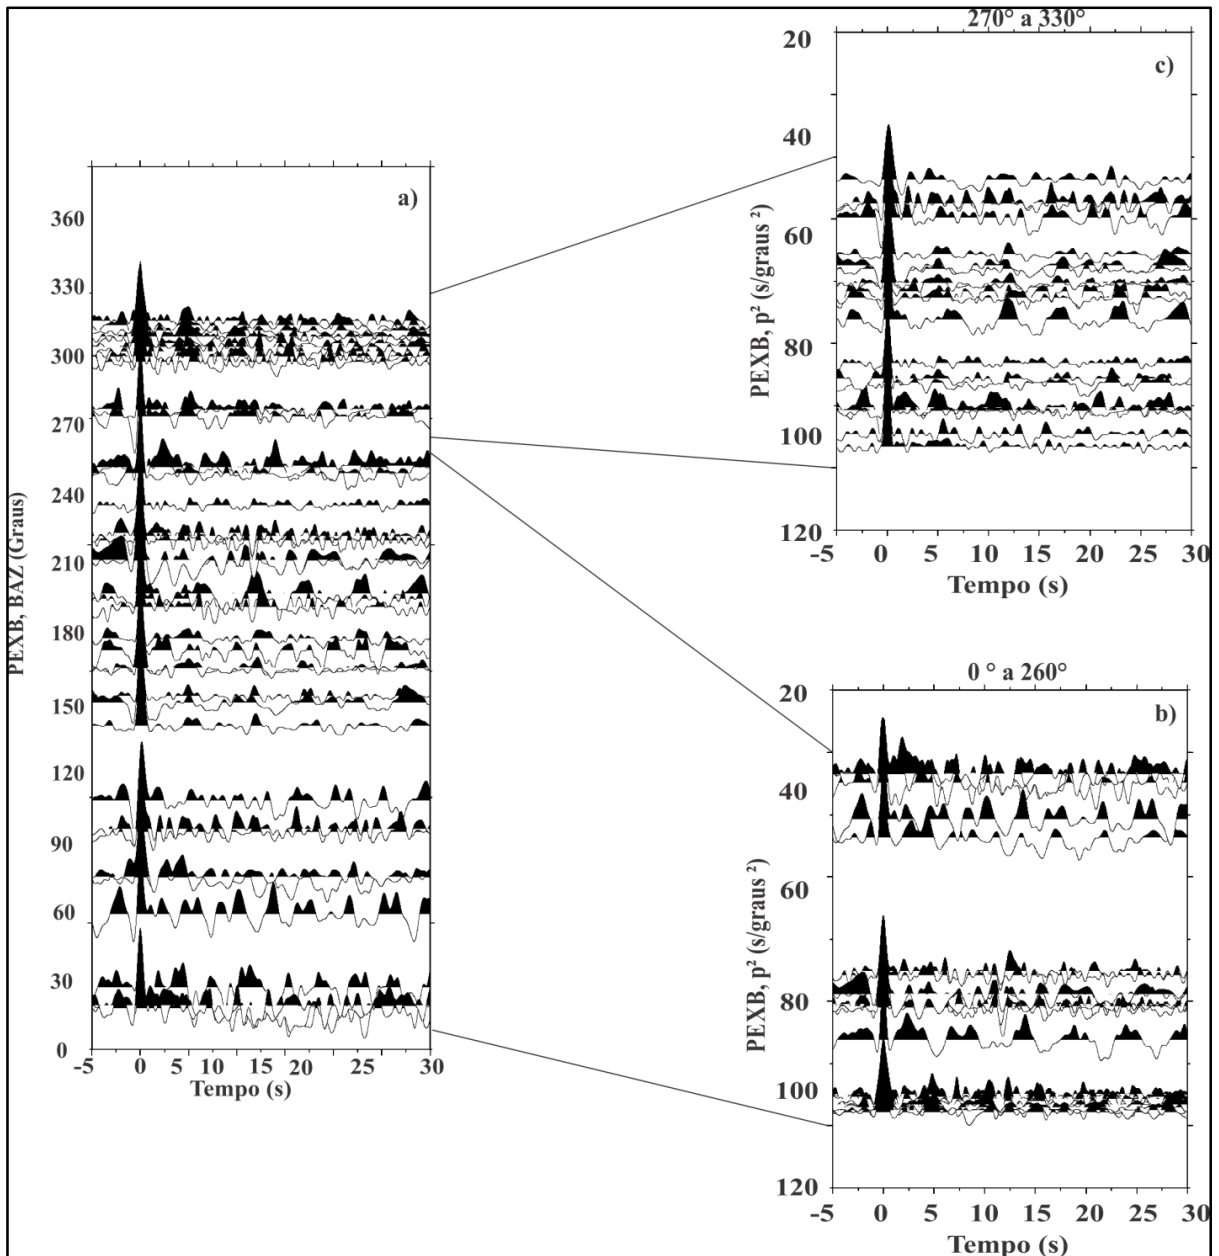 a)
360
330
300
270
240
210
180
150
120
90
60
30
0
PEXB, BAZ (Graus)
-5 0 5 10 15 20 25 30
Tempo (s)
270° a 330°
c)
20
40
60
80
100
120
PEXB, p² (s/graus ²)
-5 0 5 10 15 20 25 30
Tempo (s)
0 ° a 260°
b)
20
40
60
80
100
120
PEXB, p² (s/graus ²)
-5 0 5 10 15 20 25 30
Tempo (s)